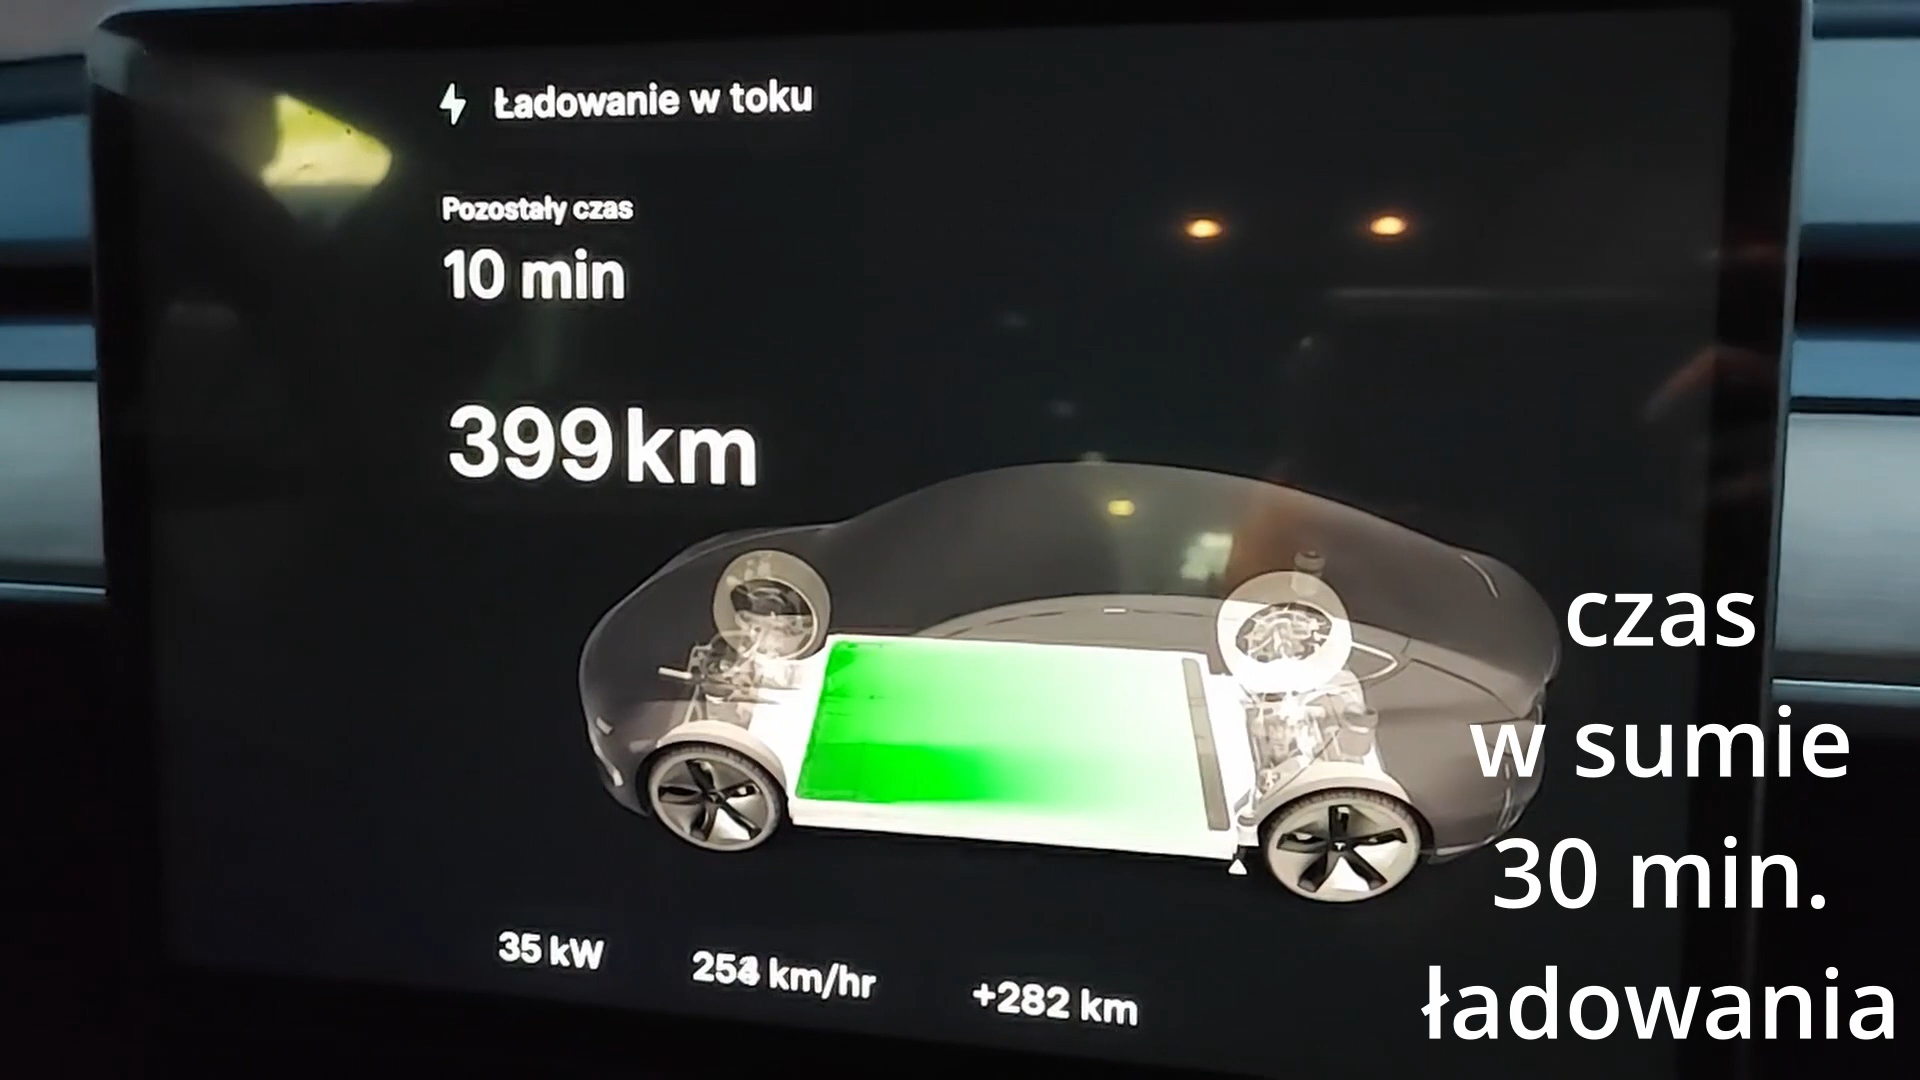 Ładowanie w toku
Pozostały czas
10 min
399 km
35 kW
km/hr
+282 km
czas
w sumie
30 min.
ładowania